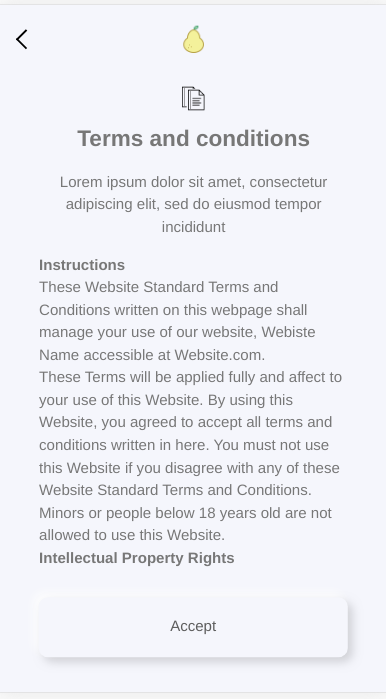 Terms and conditions
Lorem ipsum dolor sit amet, consectetur
adipiscing elit, sed do eiusmod tempor
incididunt
Instructions
These Website Standard Terms and
Conditions written on this webpage shall
manage your use of our website, Webiste
Name accessible at Website.com.
These Terms will be applied fully and affect to
your use of this Website. By using this
Website, you agreed to accept all terms and
conditions written in here. You must not use
this Website if you disagree with any of these
Website Standard Terms and Conditions.
Minors or people below 18 years old are not
allowed to use this Website.
Intellectual Property Rights
Accept